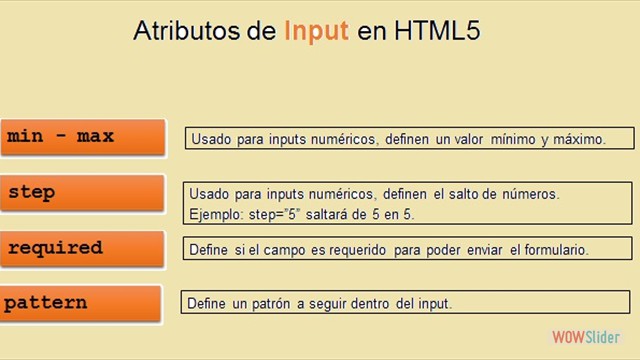 Atributos de Input en HTML5
min - max
Usado para inputs numéricos, definen un valor mínimo y máximo.
step
Usado para inputs numéricos, definen el salto de números.
Ejemplo: step="5" saltará de 5 en 5.
required
Define si el campo es requerido para poder enviar el formulario.
pattern
Define un patrón a seguir dentro del input.
WOWSlider